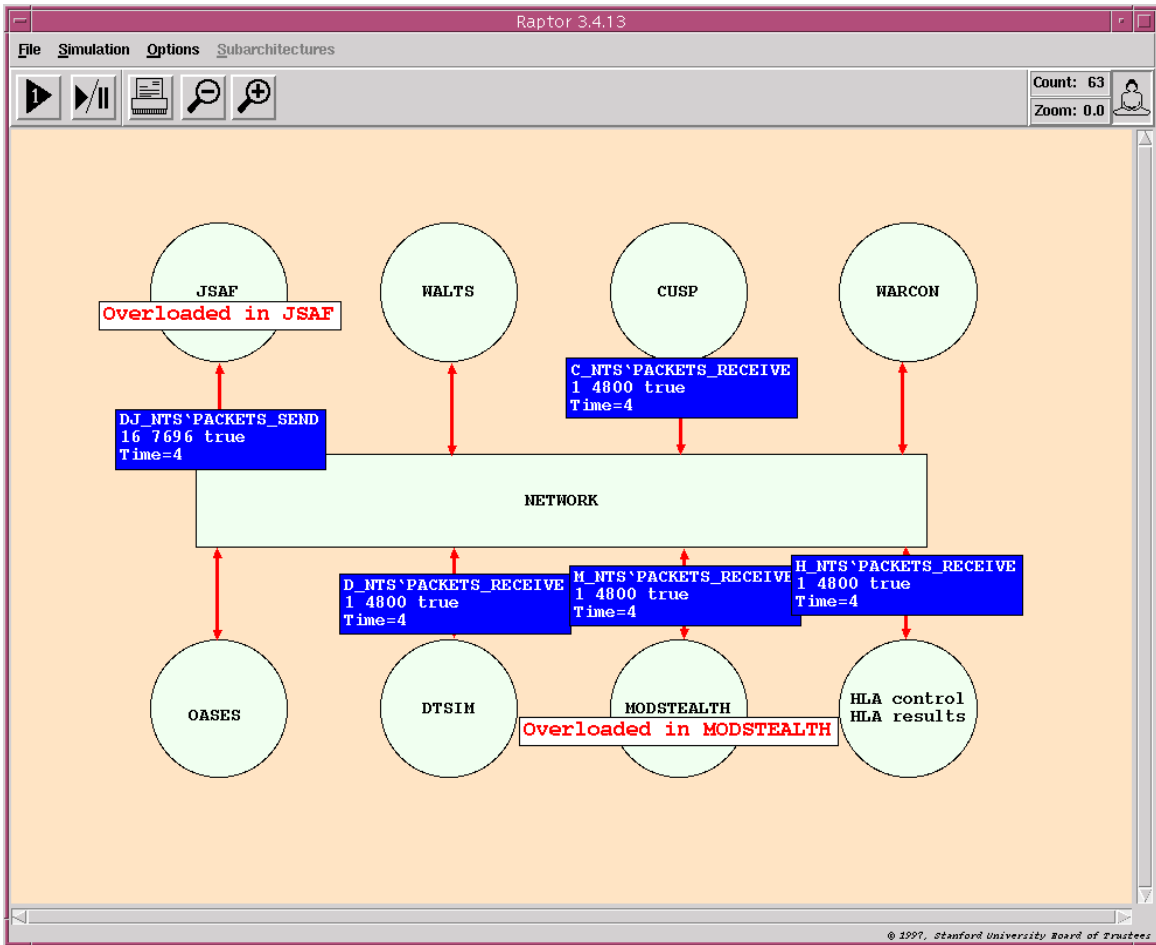 Raptor 3.4.13
File Simulation Options Subarchitectures
1
Count: 63
Zoom: 0.0
JSAF
Overloaded in JSAF
WALTS
CUSP
WARCON
C_NTS`PACKETS_RECEIVE
1 4800 true
Time=4
DJ_NTS`PACKETS_SEND
16 7696 true
Time=4
NETWORK
D_NTS`PACKETS_RECEIVE
1 4800 true
Time=4
M_NTS`PACKETS_RECEIVE
1 4800 true
Time=4
H_NTS`PACKETS_RECEIVE
1 4800 true
Time=4
OASES
DTSIM
MODSTEALTH
Overloaded in MODSTEALTH
HLA control
HLA results
© 1997, Stanford University Board of Trustees